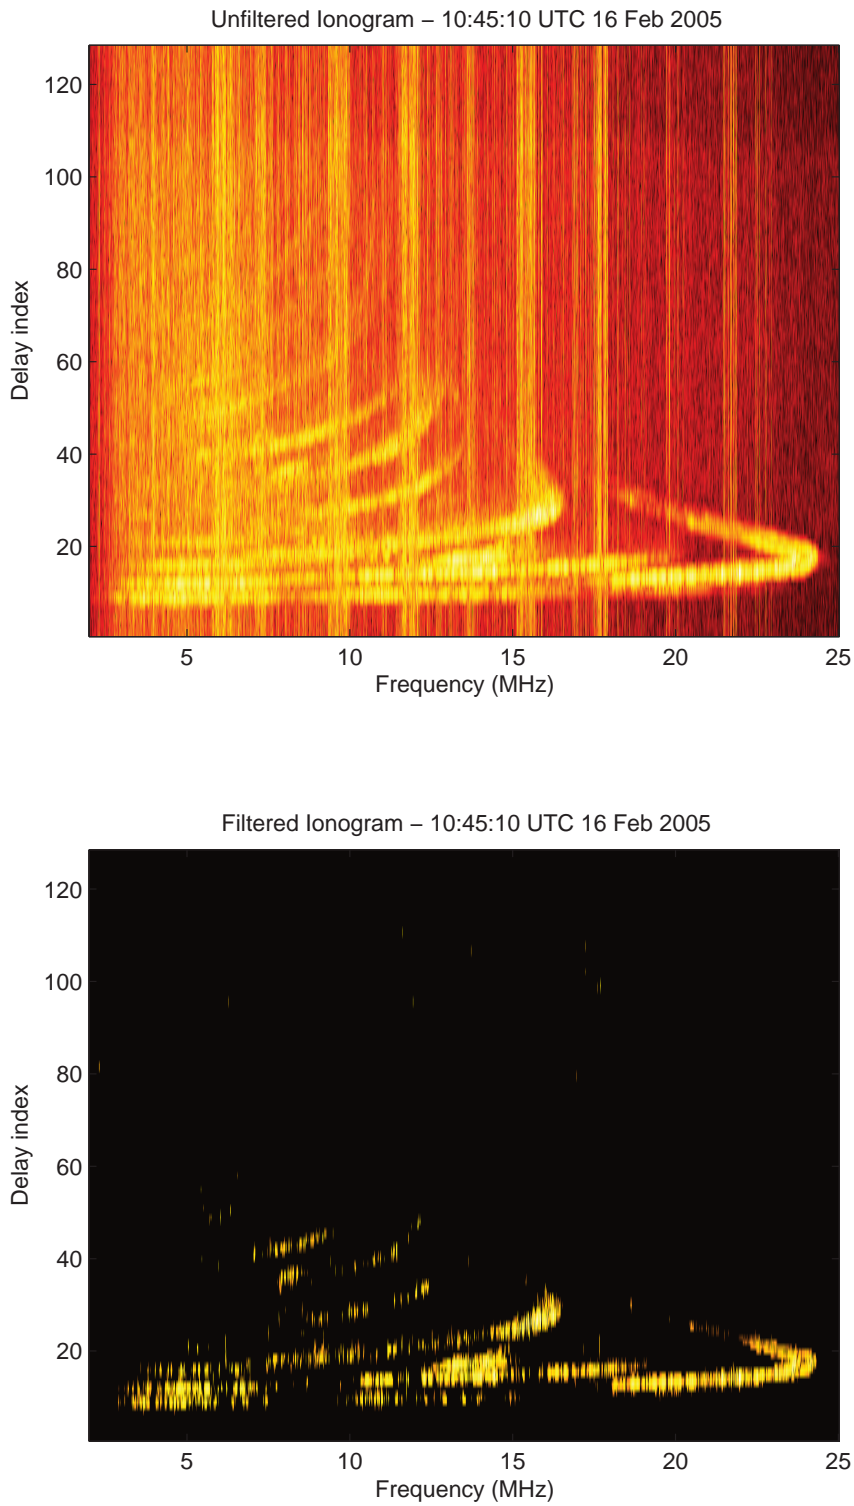 Unfiltered Ionogram – 10:45:10 UTC 16 Feb 2005
120
100
80
60
40
20
Delay index
5 10 15 20 25
Frequency (MHz)
Filtered Ionogram – 10:45:10 UTC 16 Feb 2005
120
100
80
60
40
20
Delay index
5 10 15 20 25
Frequency (MHz)